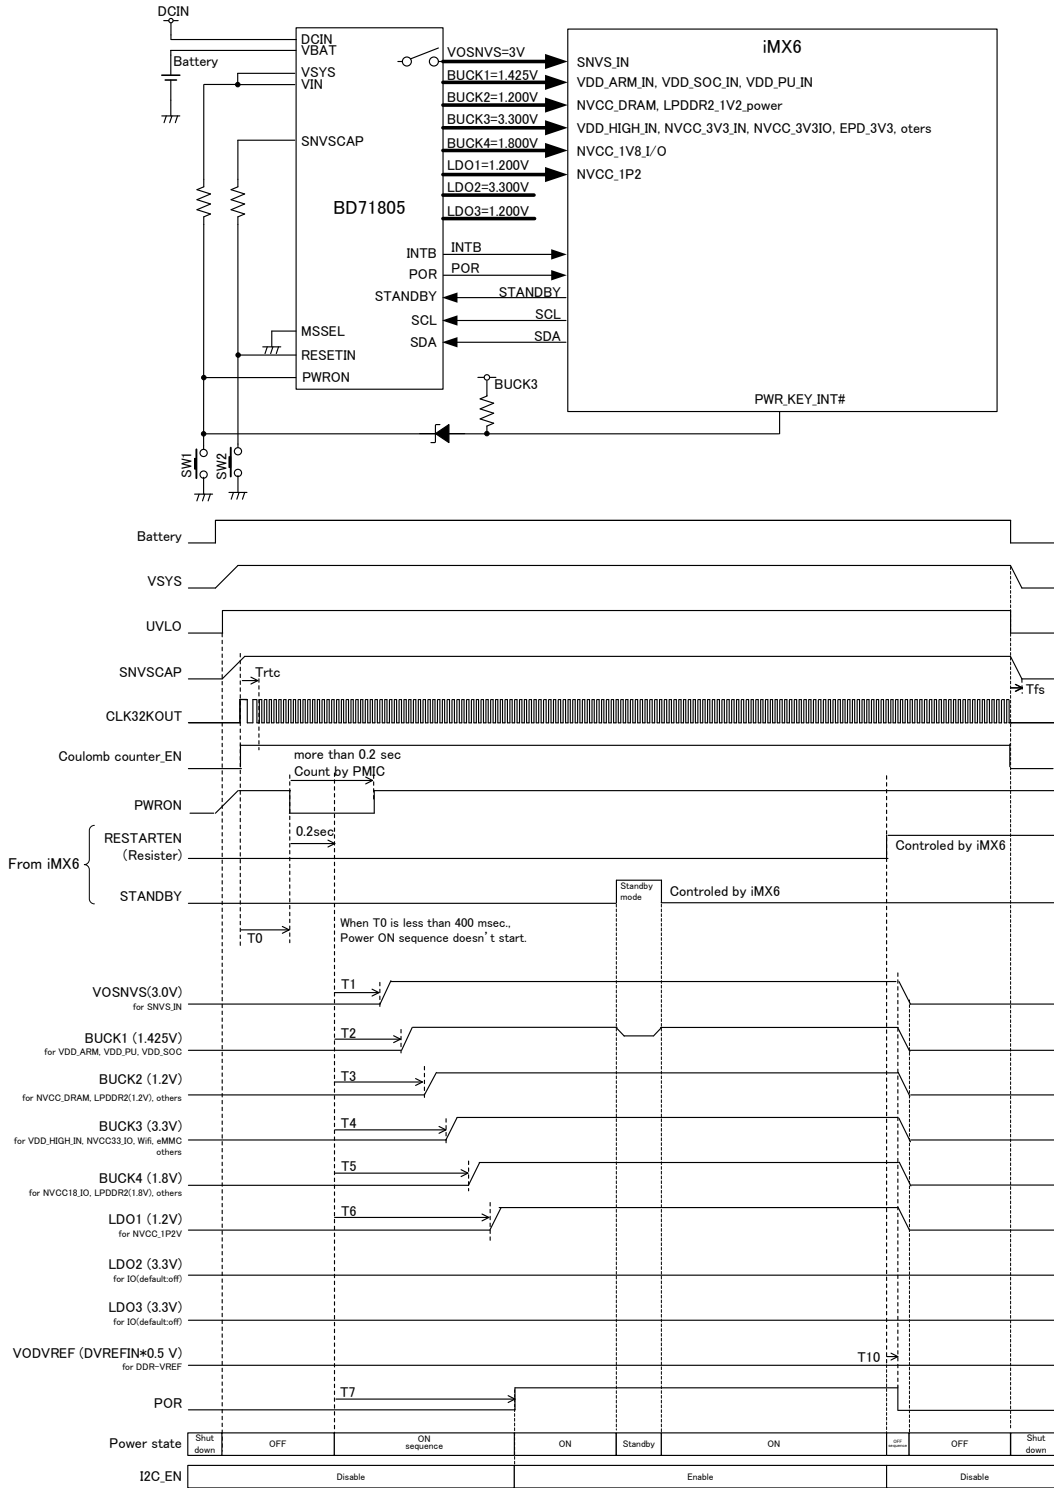 DCIN
Battery
DCIN
VBAT
VSYS
VIN
SNVSCAP
BD71805
INTB
POR
STANDBY
SCL
SDA
MSSEL
RESETIN
PWRON
VOSNVS=3V
BUCK1=1.425V
BUCK2=1.200V
BUCK3=3.300V
BUCK4=1.800V
LDO1=1.200V
LDO2=3.300V
LDO3=1.200V
INTB
POR
STANDBY
SCL
SDA
iMX6
SNVS_IN
VDD_ARM_IN, VDD_SOC_IN, VDD_PU_IN
NVCC_DRAM, LPDDR2_1V2_power
VDD_HIGH_IN, NVCC_3V3_IN, NVCC_3V3IO, EPD_3V3, oters
NVCC_1V8_I/O
NVCC_1P2
PWR_KEY_INT#
BUCK3
SW1
SW2
Battery
VSYS
UVLO
SNVSCAP
Trtc
Tfs
CLK32KOUT
Coulomb counter_EN
more than 0.2 sec
Count by PMIC
PWRON
0.2sec
From iMX6
RESTARTEN
(Resister)
Controled by iMX6
STANDBY
Standby
mode
Controled by iMX6
T0
When T0 is less than 400 msec.,
Power ON sequence doesn't start.
VOSNVS(3.0V)
for SNVS_IN
T1
BUCK1 (1.425V)
for VDD_ARM, VDD_PU, VDD_SOC
T2
BUCK2 (1.2V)
for NVCC_DRAM, LPDDR2(1.2V), others
T3
BUCK3 (3.3V)
for VDD_HIGH_IN, NVCC33_IO, Wifi, eMMC
others
T4
BUCK4 (1.8V)
for NVCC18_IO, LPDDR2(1.8V), others
T5
LDO1 (1.2V)
for NVCC_1P2V
T6
LDO2 (3.3V)
for IO(default:off)
LDO3 (3.3V)
for IO(default:off)
VODVREF (DVREFIN*0.5 V)
for DDR-VREF
T10
POR
T7
Power state
Shut
down
OFF
ON
sequence
ON
Standby
ON
OFF
sequence
OFF
Shut
down
I2C_EN
Disable
Enable
Disable